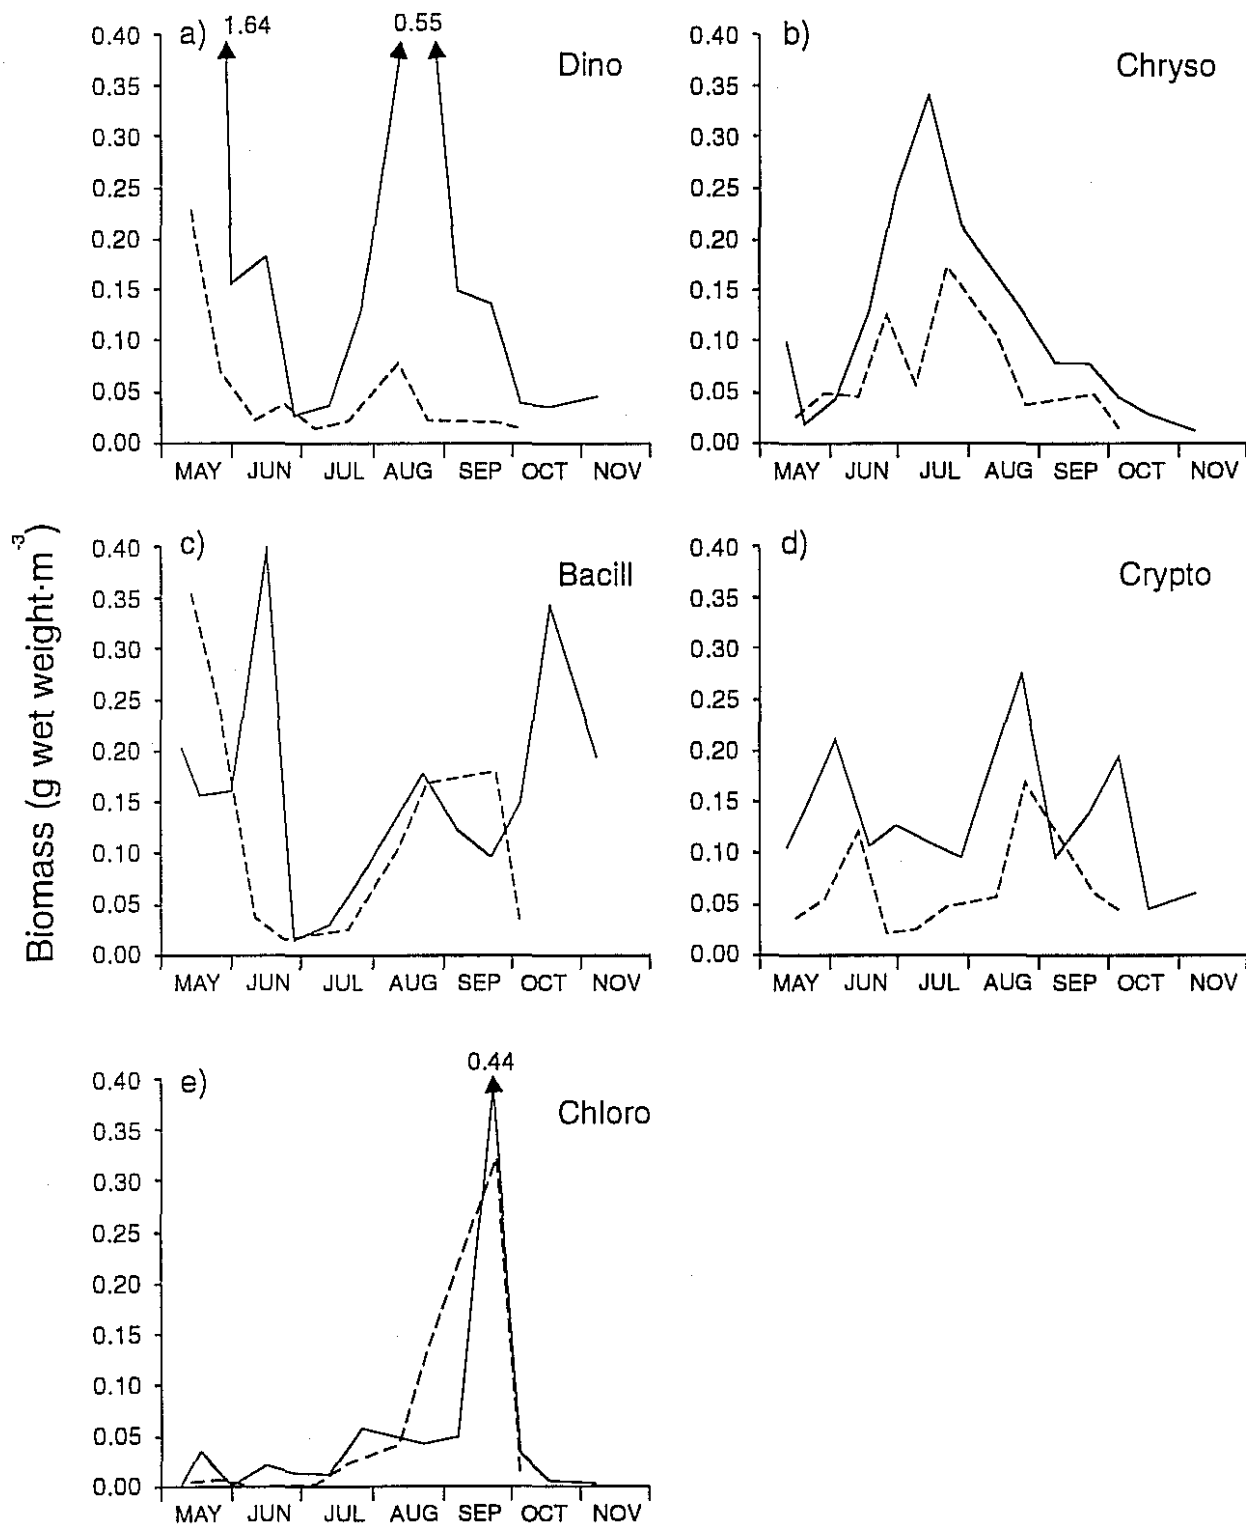 a) 1.64 0.55
Dino
0.40
0.35
0.30
0.25
0.20
0.15
0.10
0.05
0.00
MAY JUN JUL AUG SEP OCT NOV
b)
Chryso
0.40
0.35
0.30
0.25
0.20
0.15
0.10
0.05
0.00
MAY JUN JUL AUG SEP OCT NOV
Biomass (g wet weight·m⁻³)
c)
Bacill
0.40
0.35
0.30
0.25
0.20
0.15
0.10
0.05
0.00
MAY JUN JUL AUG SEP OCT NOV
d)
Crypto
0.40
0.35
0.30
0.25
0.20
0.15
0.10
0.05
0.00
MAY JUN JUL AUG SEP OCT NOV
e) 0.44
Chloro
0.40
0.35
0.30
0.25
0.20
0.15
0.10
0.05
0.00
MAY JUN JUL AUG SEP OCT NOV